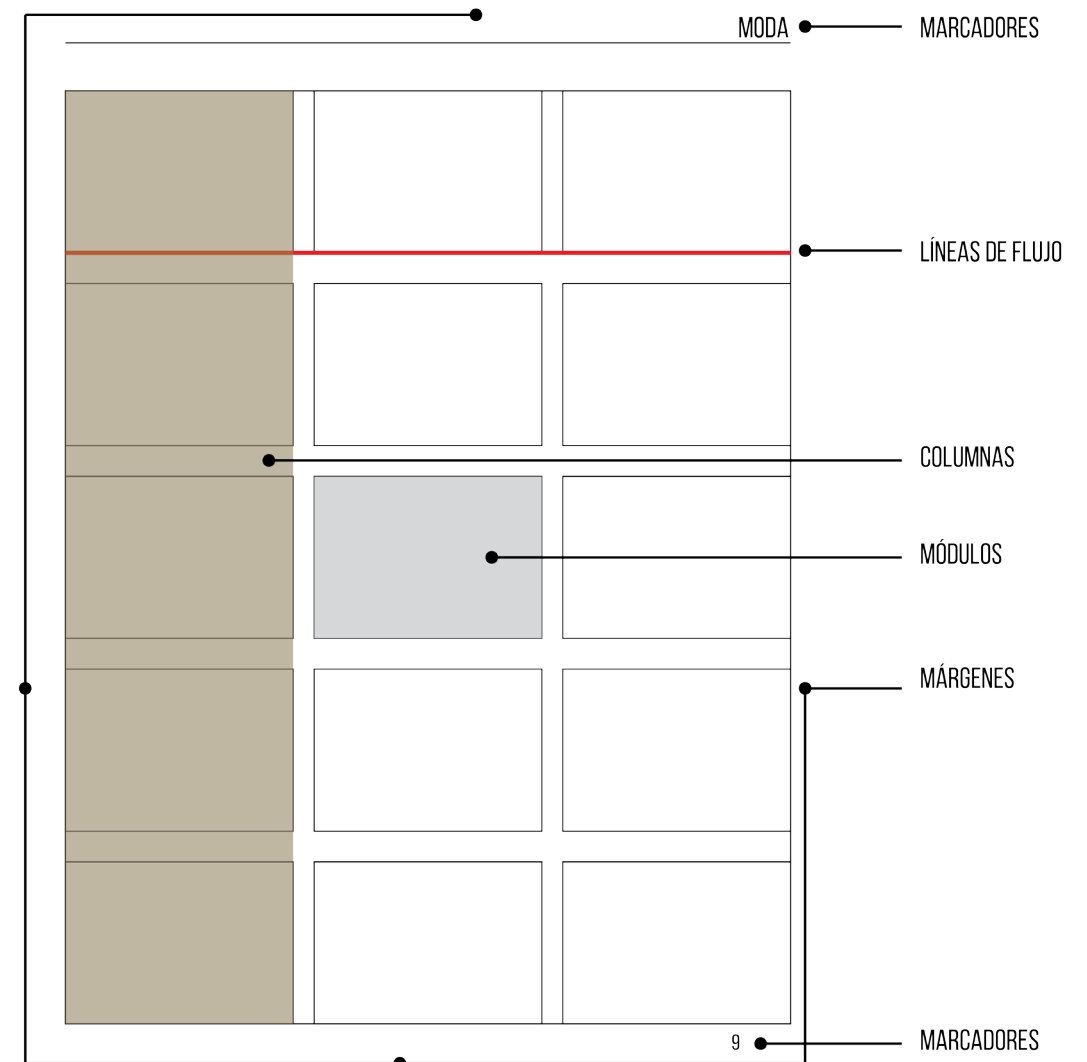 MODA
MARCADORES
LÍNEAS DE FLUJO
COLUMNAS
MÓDULOS
MÁRGENES
9
MARCADORES